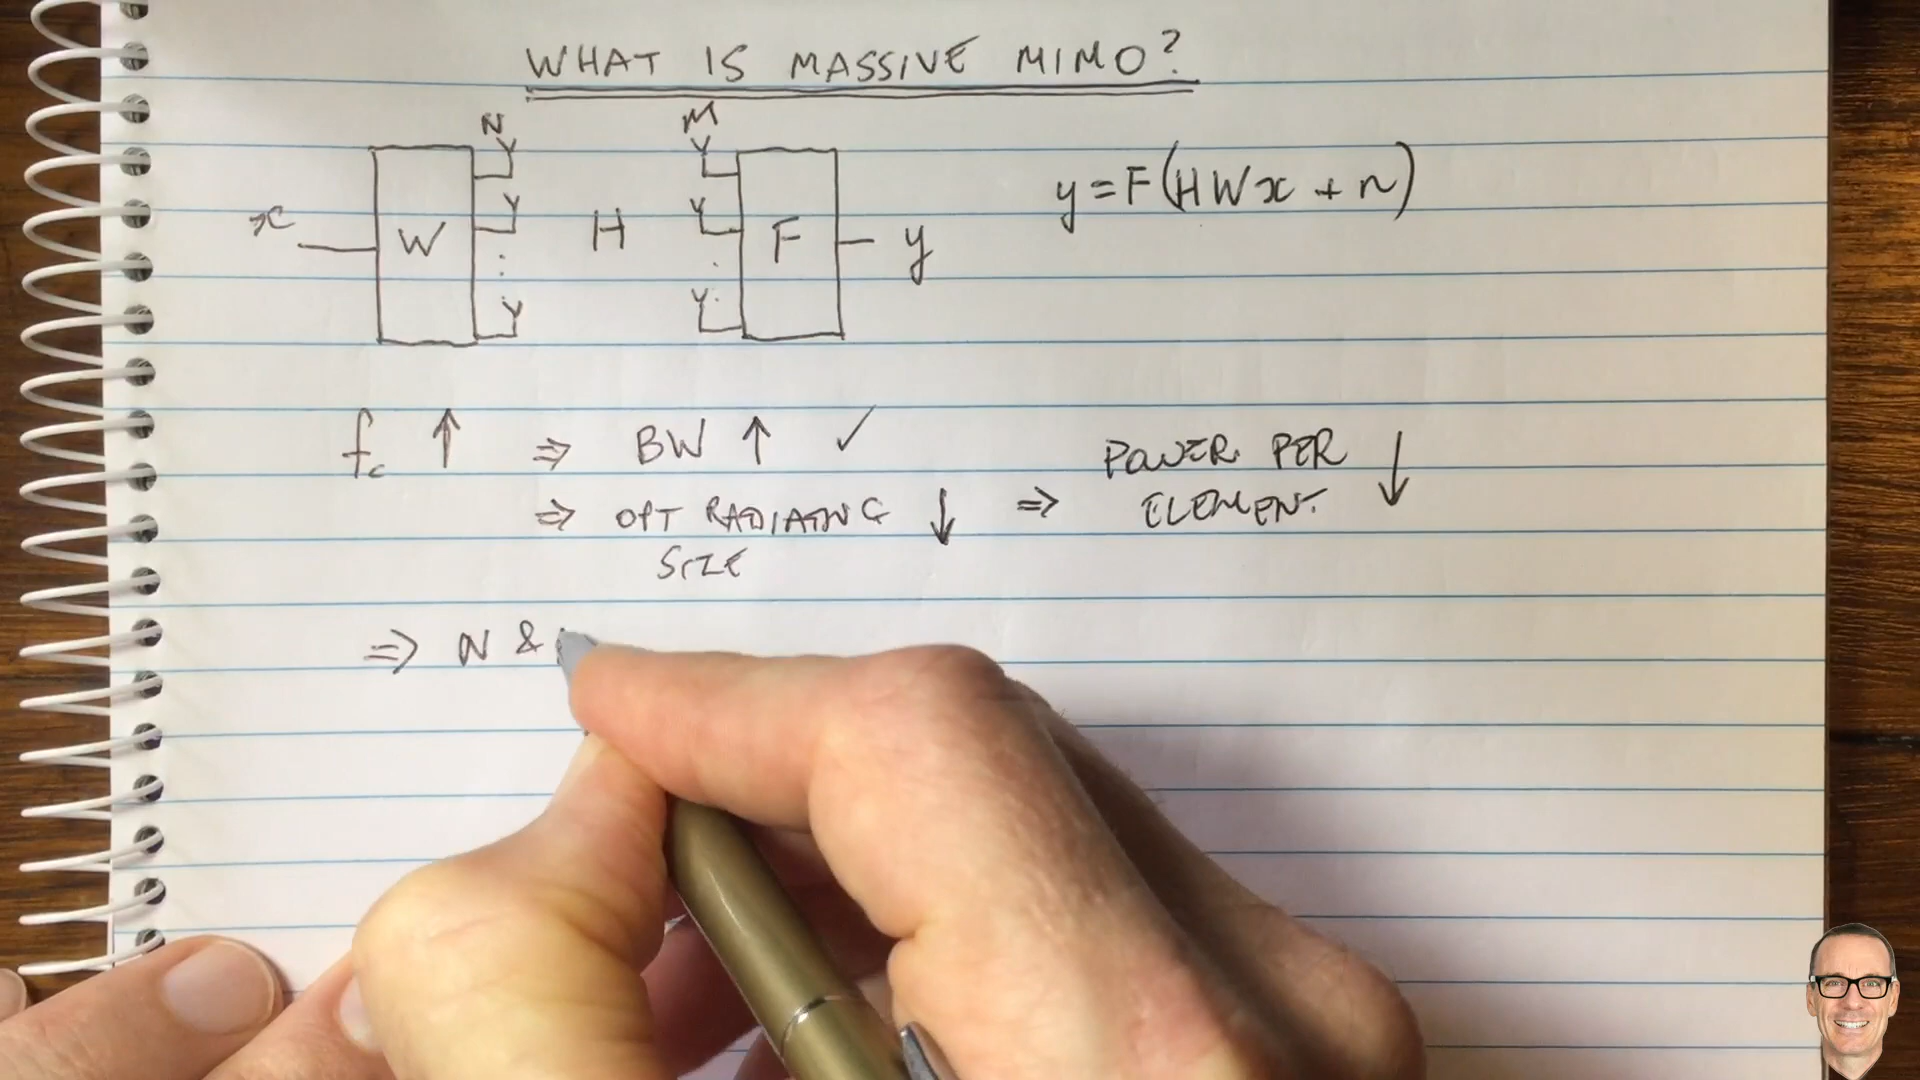 WHAT IS MASSIVE MIMO?
N M
x W H F y
y = F(HWx + n)
fc ↑ ⇒ BW ↑ ✓
⇒ OPT RADIATING SIZE ↓ ⇒ POWER PER ELEMENT ↓
⇒ N &